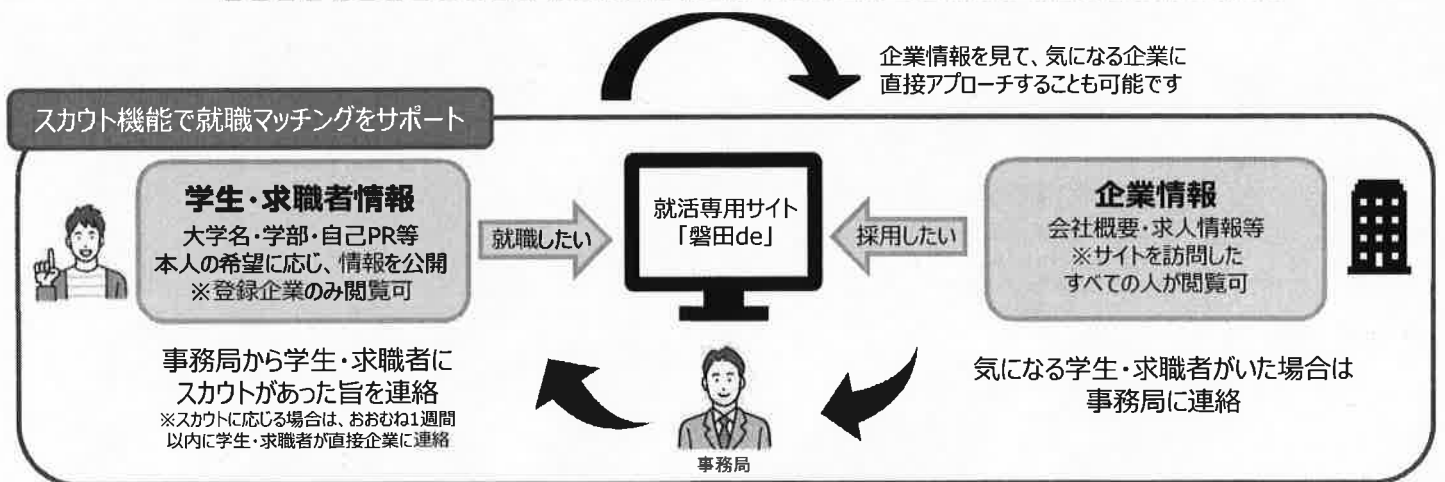 企業情報を見て、気になる企業に
直接アプローチすることも可能です
スカウト機能で就職マッチングをサポート
学生・求職者情報
大学名・学部・自己PR等
本人の希望に応じ、情報を公開
※登録企業のみ閲覧可
就職したい
就活専用サイト
「磐田de」
採用したい
企業情報
会社概要・求人情報等
※サイトを訪問した
すべての人が閲覧可
事務局から学生・求職者に
スカウトがあった旨を連絡
※スカウトに応じる場合は、おおむね1週間
以内に学生・求職者が直接企業に連絡
事務局
気になる学生・求職者がいた場合は
事務局に連絡